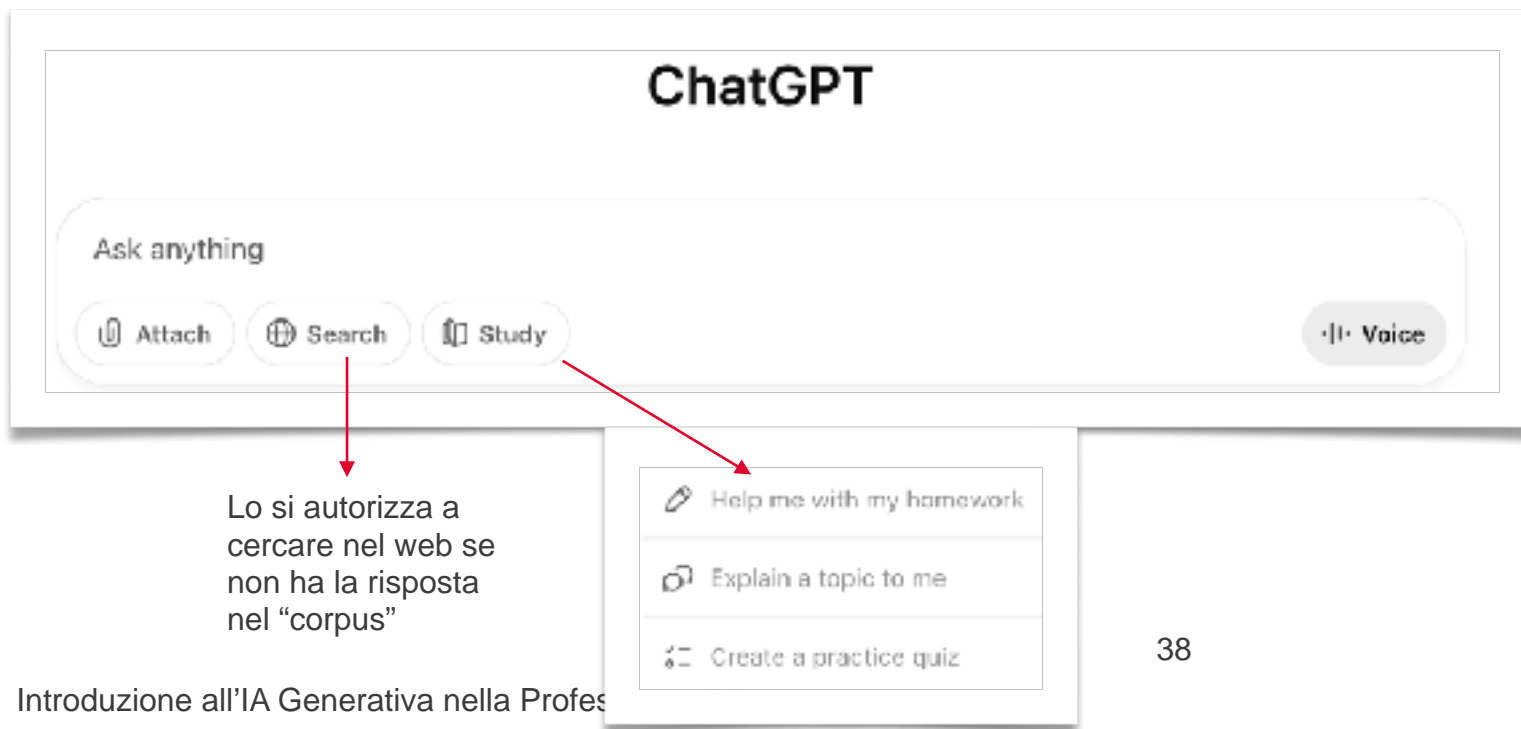 ChatGPT
Ask anything
Attach
Search
Study
Voice
Lo si autorizza a
cercare nel web se
non ha la risposta
nel “corpus”
Help me with my homework
Explain a topic to me
Create a practice quiz
38
Introduzione all’IA Generativa nella